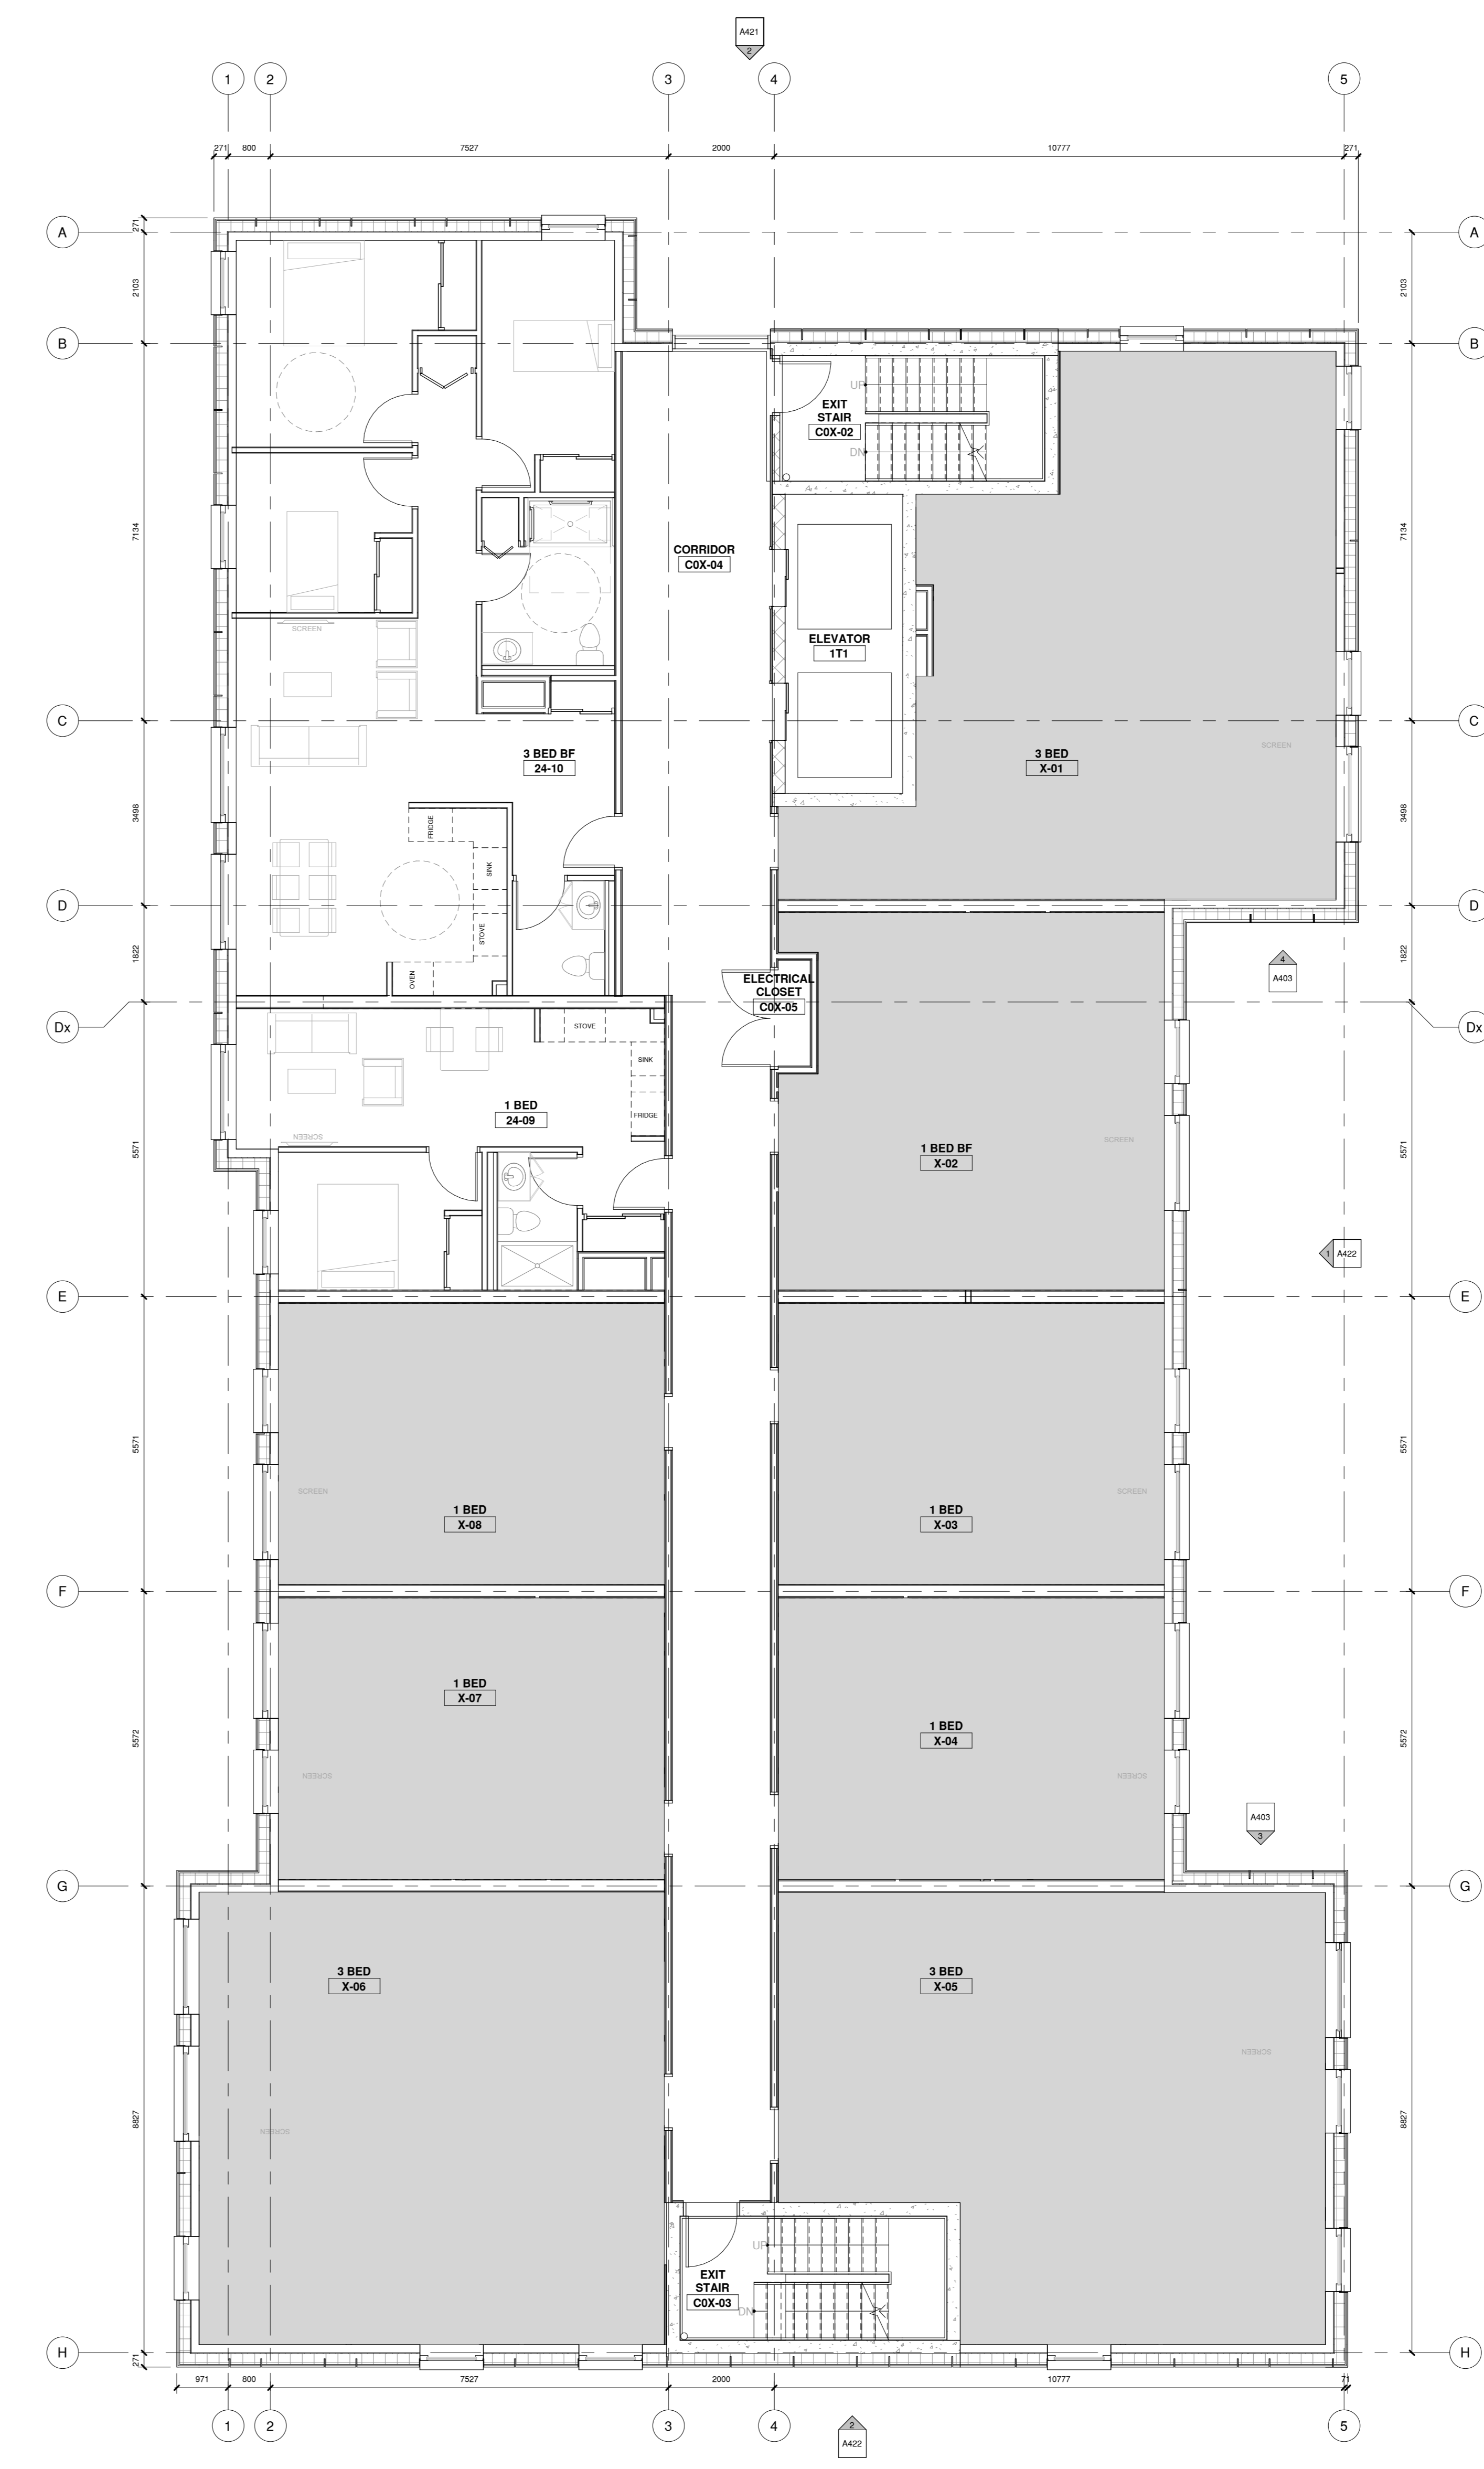 A421
2
1
2
3
4
5
271
800
7527
2000
10777
271
271
A
A
2103
2103
B
B
UP
EXIT
STAIR
C0X-02
DN
7134
7134
CORRIDOR
C0X-04
SCREEN
ELEVATOR
1T1
C
C
SCREEN
3 BED BF
24-10
3 BED
X-01
3498
3498
FRIDGE
SINK
D
D
STOVE
1822
1822
OVEN
4
A403
ELECTRICAL
CLOSET
C0X-05
Dx
Dx
STOVE
SINK
1 BED
24-09
FRIDGE
SCREEN
SCREEN
5571
5571
1 BED BF
X-02
1
A422
E
E
5571
5571
SCREEN
SCREEN
1 BED
X-08
1 BED
X-03
F
F
1 BED
X-07
1 BED
X-04
5572
5572
SCREEN
SCREEN
A403
3
G
G
3 BED
X-06
3 BED
X-05
SCREEN
8827
8827
SCREEN
UP
EXIT
STAIR
C0X-03
DN
H
H
271
971
800
7527
2000
10777
71
1
2
3
4
5
2
A422